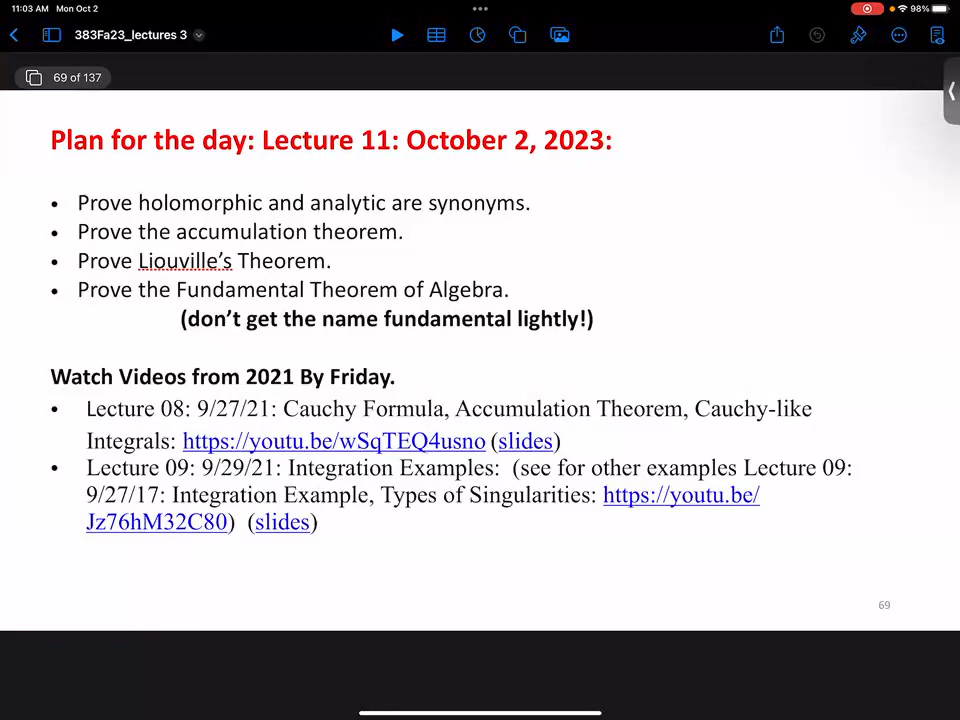 11:03 AM Mon Oct 2
98%
383Fa23_lectures 3
69 of 137
Plan for the day: Lecture 11: October 2, 2023:
• Prove holomorphic and analytic are synonyms.
• Prove the accumulation theorem.
• Prove Liouville’s Theorem.
• Prove the Fundamental Theorem of Algebra.
(don’t get the name fundamental lightly!)
Watch Videos from 2021 By Friday.
• Lecture 08: 9/27/21: Cauchy Formula, Accumulation Theorem, Cauchy-like
Integrals: https://youtu.be/wSqTEQ4usno (slides)
• Lecture 09: 9/29/21: Integration Examples: (see for other examples Lecture 09:
9/27/17: Integration Example, Types of Singularities: https://youtu.be/
Jz76hM32C80) (slides)
69